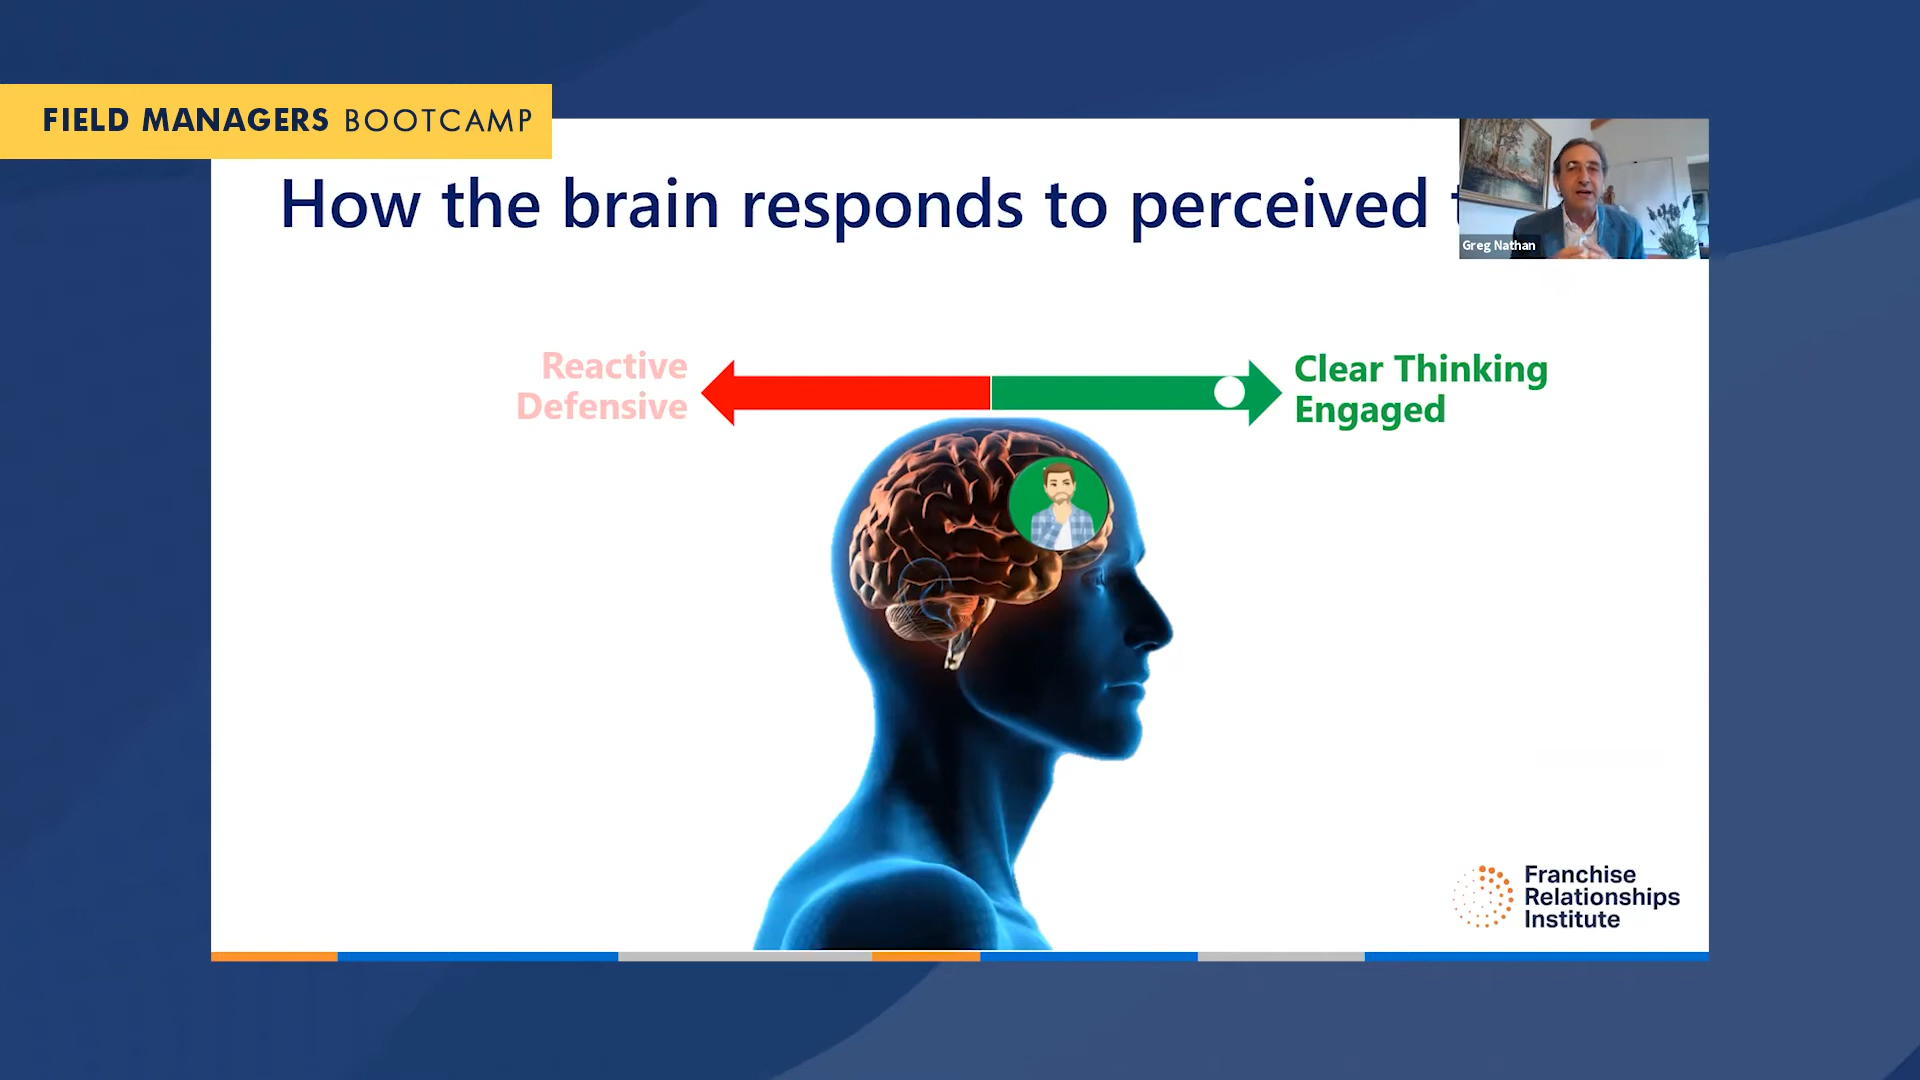 FIELD MANAGERS BOOTCAMP
How the brain responds to perceived
Greg Nathan
Reactive
Defensive
Clear Thinking
Engaged
Franchise
Relationships
Institute